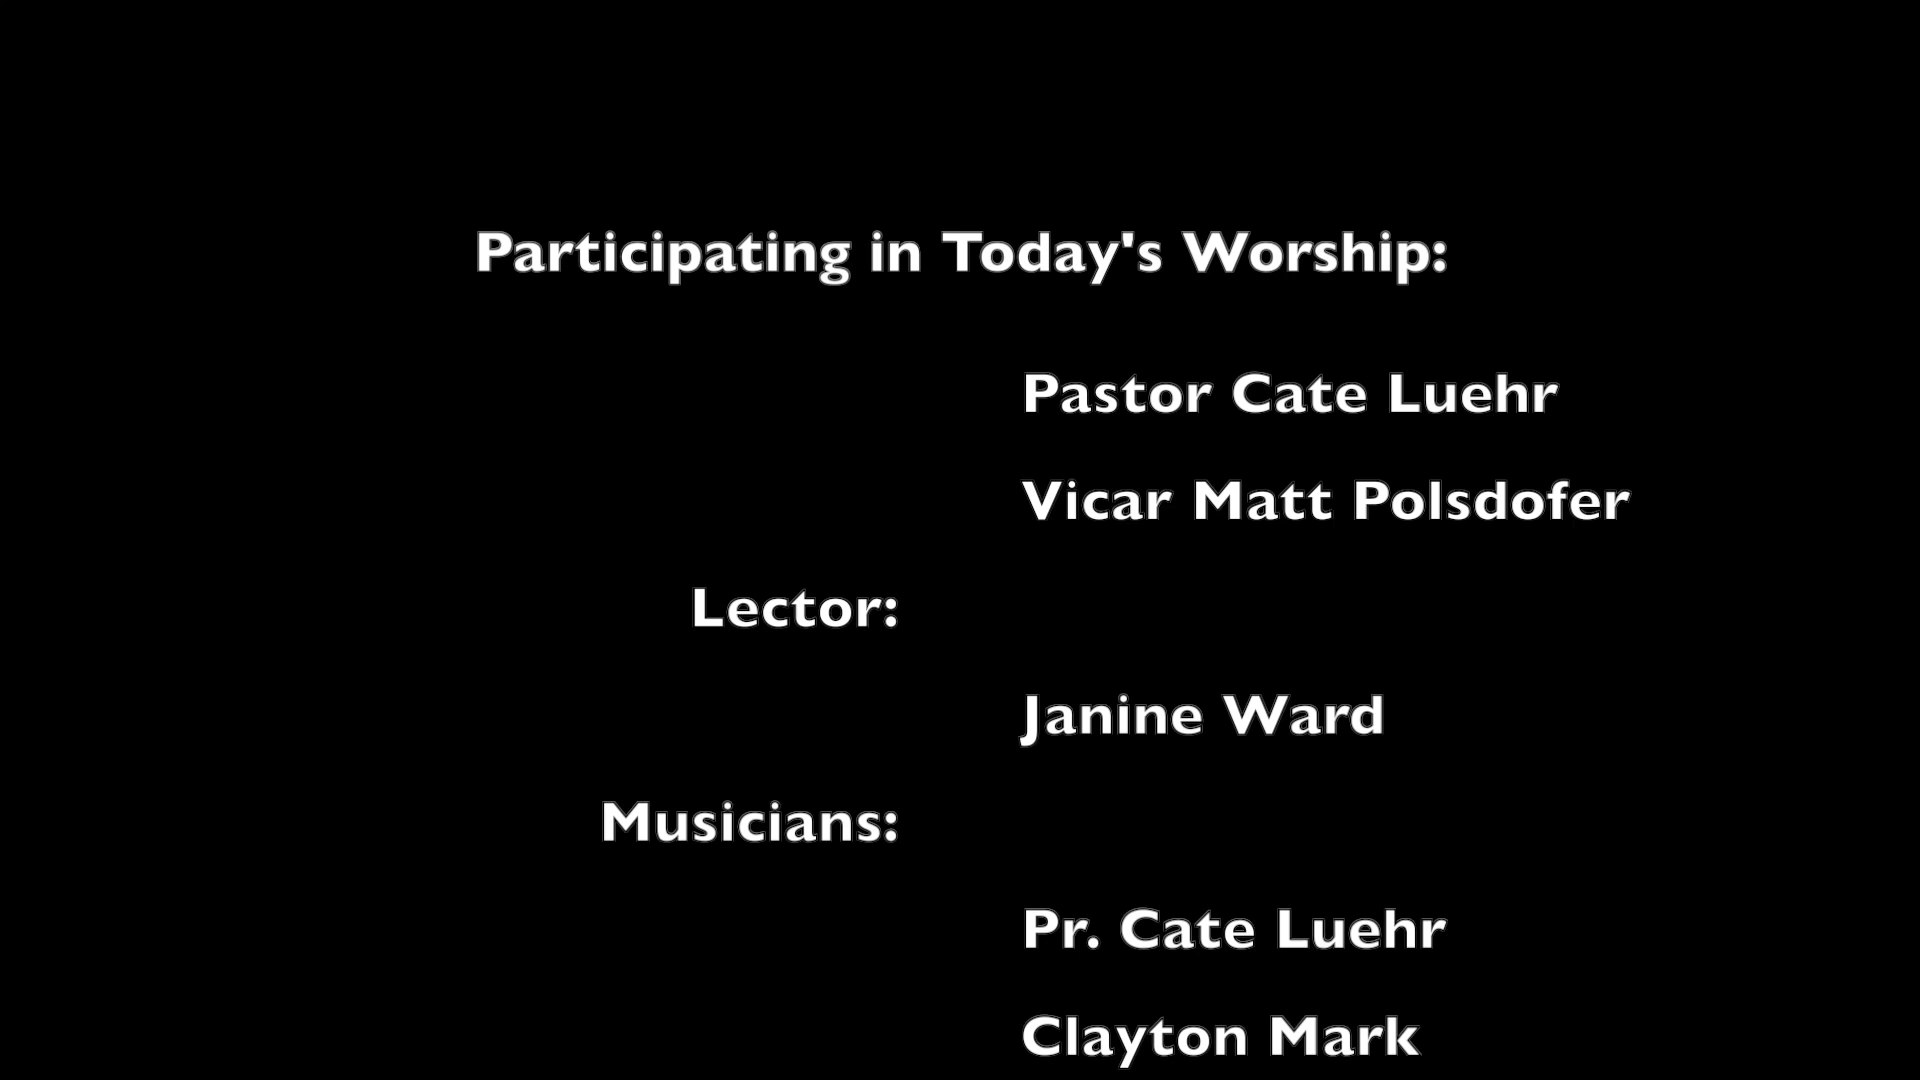 Participating in Today's Worship:
Pastor Cate Luehr
Vicar Matt Polsdofer
Lector:
Janine Ward
Musicians:
Pr. Cate Luehr
Clayton Mark